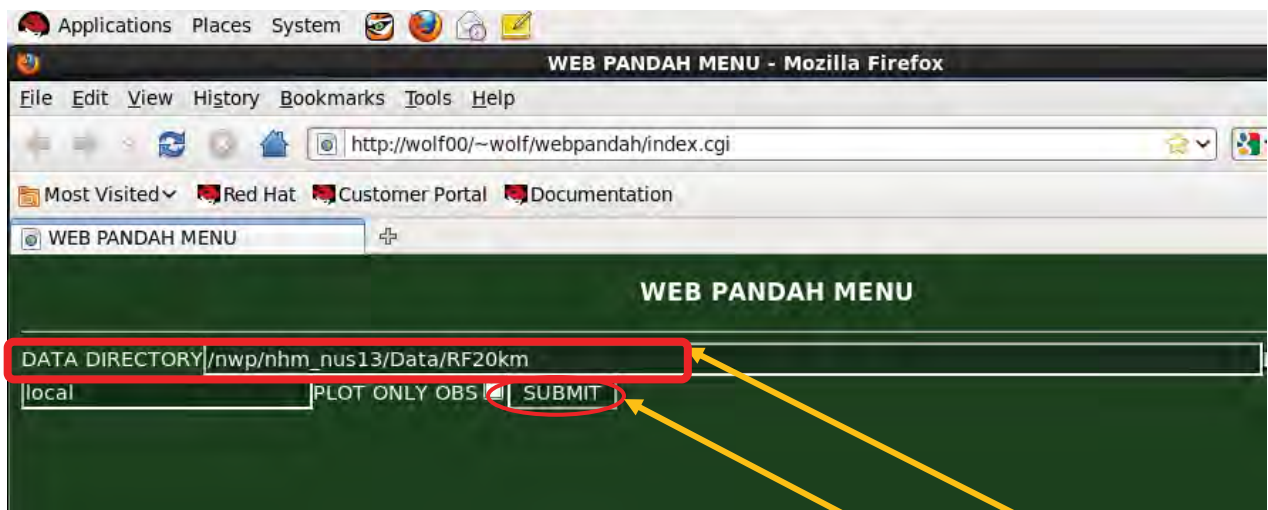 Applications Places System
WEB PANDAH MENU - Mozilla Firefox
File Edit View History Bookmarks Tools Help
http://wolf00/~wolf/webpandah/index.cgi
Most Visited Red Hat Customer Portal Documentation
WEB PANDAH MENU
WEB PANDAH MENU
DATA DIRECTORY /nwp/nhm_nus13/Data/RF20km
local PLOT ONLY OBS SUBMIT